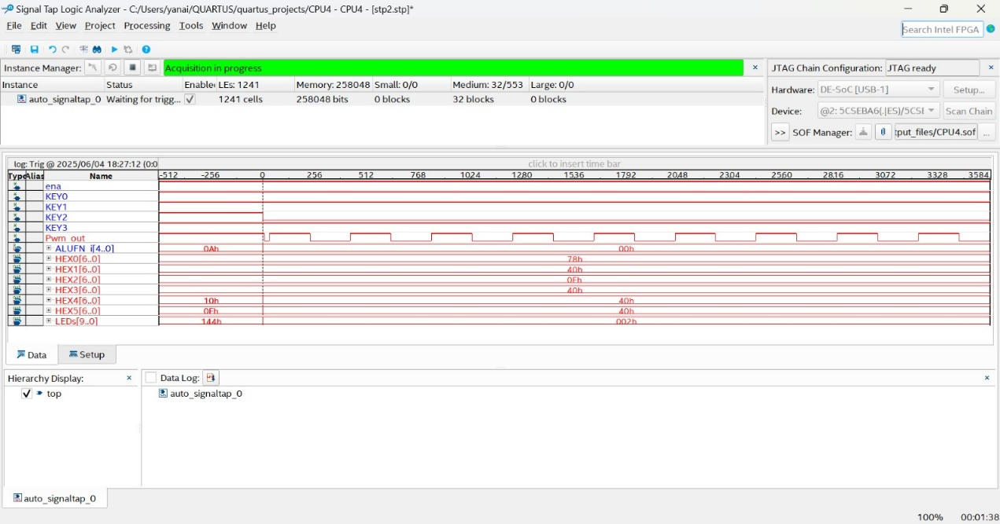 Signal Tap Logic Analyzer - C:/Users/yanai/QUARTUS/quartus_projects/CPU4 - CPU4 - [stp2.stp]*
File Edit View Project Processing Tools Window Help
Search Intel FPGA
Instance Manager: Acquisition in progress
JTAG Chain Configuration: JTAG ready
Instance Status Enable LEs: 1241 Memory: 258048 Small: 0/0 Medium: 32/553 Large: 0/0
auto_signaltap_0 Waiting for trigg... 1241 cells 258048 bits 0 blocks 32 blocks 0 blocks
Hardware: DE-SoC [USB-1] Setup...
Device: @2: 5CSEBA6(.|ES)/5CSE Scan Chain
>> SOF Manager: tput_files/CPU4.sof ...
log: Trig @ 2025/06/04 18:27:12 (0:0
click to insert time bar
Type Alias Name -512 -256 0 256 512 768 1024 1280 1536 1792 2048 2304 2560 2816 3072 3328 3584
ena
KEY0
KEY1
KEY2
KEY3
Pwm_out
ALUFN_i[4..0] 0Ah 00h
HEX0[6..0] 78h
HEX1[6..0] 40h
HEX2[6..0] 0Eh
HEX3[6..0] 40h
HEX4[6..0] 10h 40h
HEX5[6..0] 0Eh 40h
LEDs[9..0] 144h 002h
Data Setup
Hierarchy Display:
top
Data Log:
auto_signaltap_0
auto_signaltap_0
100% 00:01:38